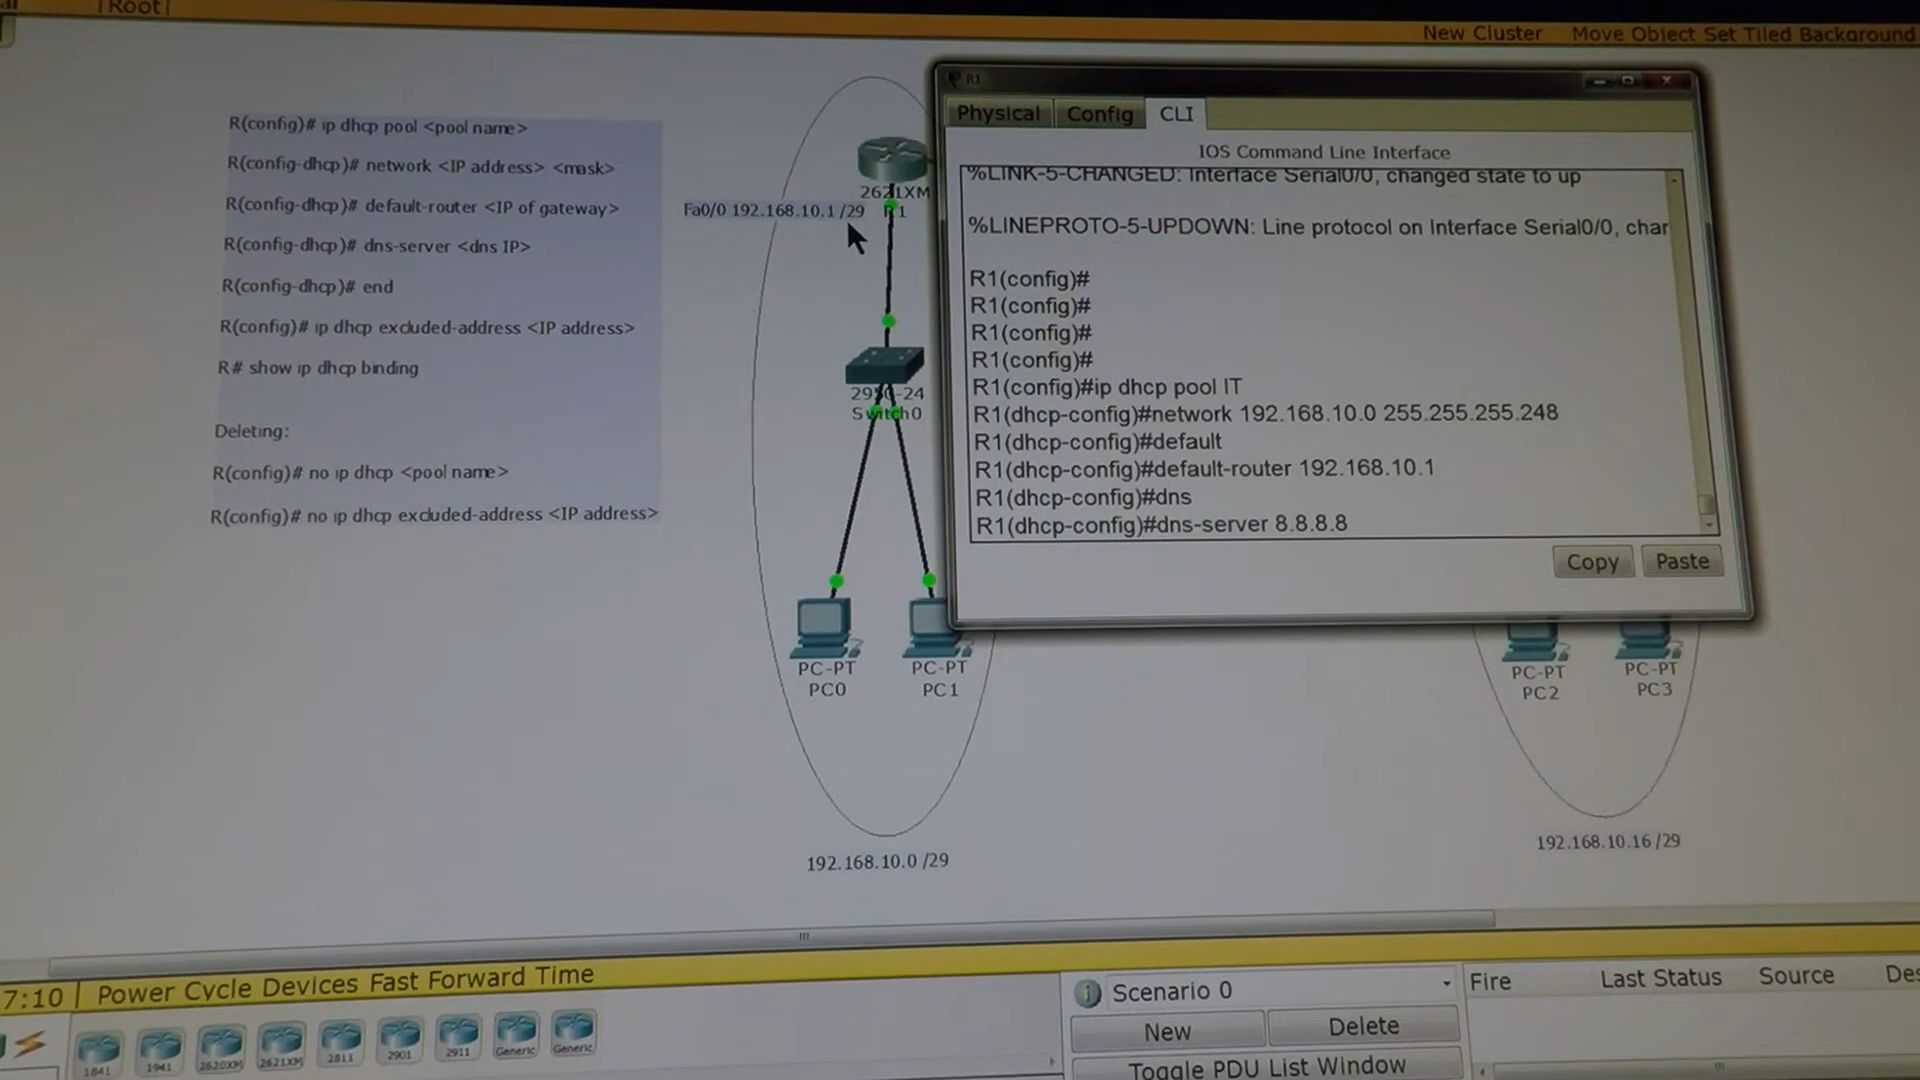 [Root]
New Cluster Move Object Set Tiled Background
R(config)# ip dhcp pool <pool name>
R(config-dhcp)# network <IP address> <mask>
R(config-dhcp)# default-router <IP of gateway>
R(config-dhcp)# dns-server <dns IP>
R(config-dhcp)# end
R(config)# ip dhcp excluded-address <IP address>
R# show ip dhcp binding
Deleting:
R(config)# no ip dhcp <pool name>
R(config)# no ip dhcp excluded-address <IP address>
2621XM
R1
Fa0/0 192.168.10.1 /29
2950-24
Switch0
PC-PT
PC0
PC-PT
PC1
192.168.10.0 /29
R1
Physical Config CLI
IOS Command Line Interface
%LINK-5-CHANGED: Interface Serial0/0, changed state to up
%LINEPROTO-5-UPDOWN: Line protocol on Interface Serial0/0, char
R1(config)#
R1(config)#
R1(config)#
R1(config)#
R1(config)#ip dhcp pool IT
R1(dhcp-config)#network 192.168.10.0 255.255.255.248
R1(dhcp-config)#default
R1(dhcp-config)#default-router 192.168.10.1
R1(dhcp-config)#dns
R1(dhcp-config)#dns-server 8.8.8.8
Copy Paste
PC-PT
PC2
PC-PT
PC3
192.168.10.16 /29
7:10 | Power Cycle Devices Fast Forward Time
1841 1941 2620XM 2621XM 2811 2901 2911 Generic Generic
Scenario 0
New Delete
Toggle PDU List Window
Fire Last Status Source Des